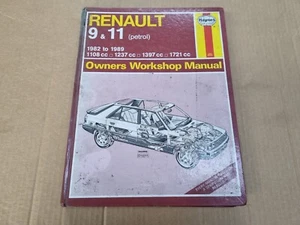 RENAULT
Haynes
9 & 11 (petrol)
1982 to 1989
1108 cc □ 1237 cc □ 1397 cc □ 1721 cc
Owners Workshop Manual